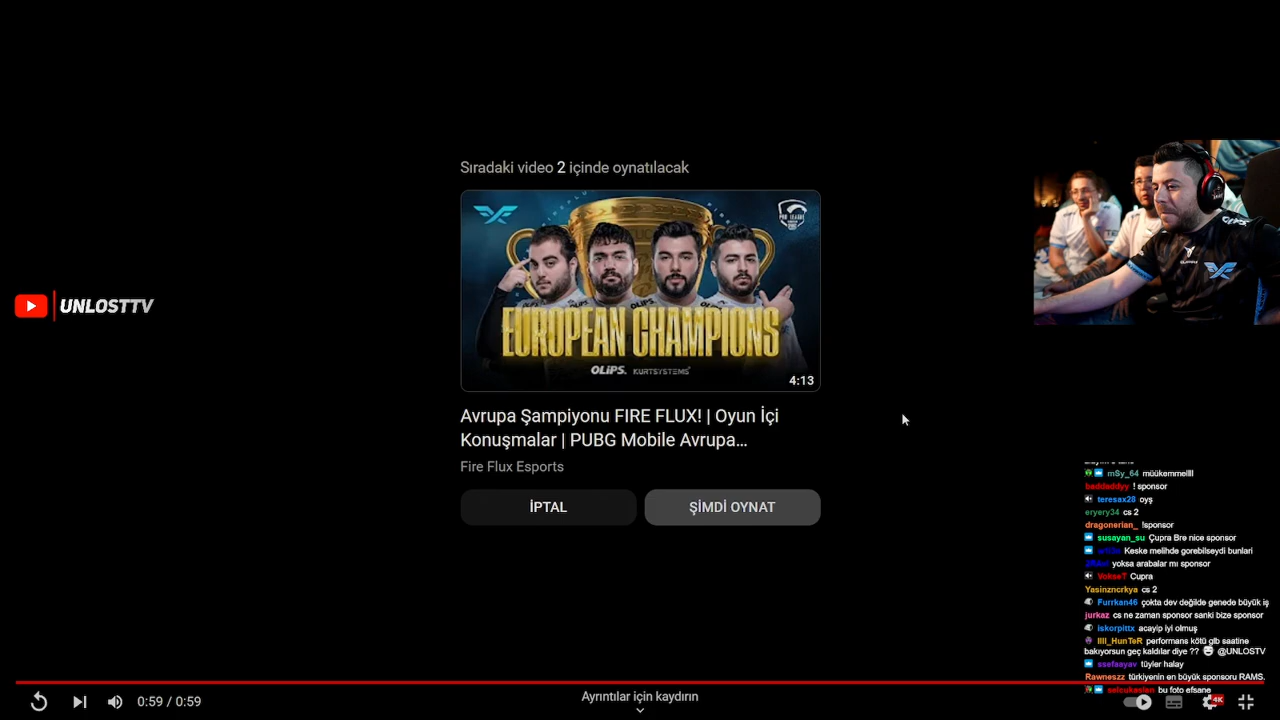 Sıradaki video 2 içinde oynatılacak
EUROPEAN CHAMPIONS
OLiPS. KURTSYSTEMS
4:13
Avrupa Şampiyonu FIRE FLUX! | Oyun İçi
Konuşmalar | PUBG Mobile Avrupa...
Fire Flux Esports
İPTAL
ŞİMDİ OYNAT
UNLOSTTV
mSy_64 müükemmellll
baddaddyy ! sponsor
teresax28 oyş
eryery34 cs 2
dragonerian_ !sponsor
susayan_su Çupra Bre nice sponsor
Keske melihde gorebilseydi bunlari
yoksa arabalar mı sponsor
VokseT Cupra
Yasinzncrkya cs 2
Furrkan46 çokta dev değilde genede büyük iş
jurkaz cs ne zaman sponsor sanki bize sponsor
iskorpittx acayip iyi olmuş
IIII_HunTeR performans kötü gib saatine
bakıyorsun geç kaldılar diye ?? @UNLOSTV
ssefaayav tüyler halay
Rawneszz türkiyenin en büyük sponsoru RAMS.
selcukaslan bu foto efsane
0:59 / 0:59
Ayrıntılar için kaydırın
4K